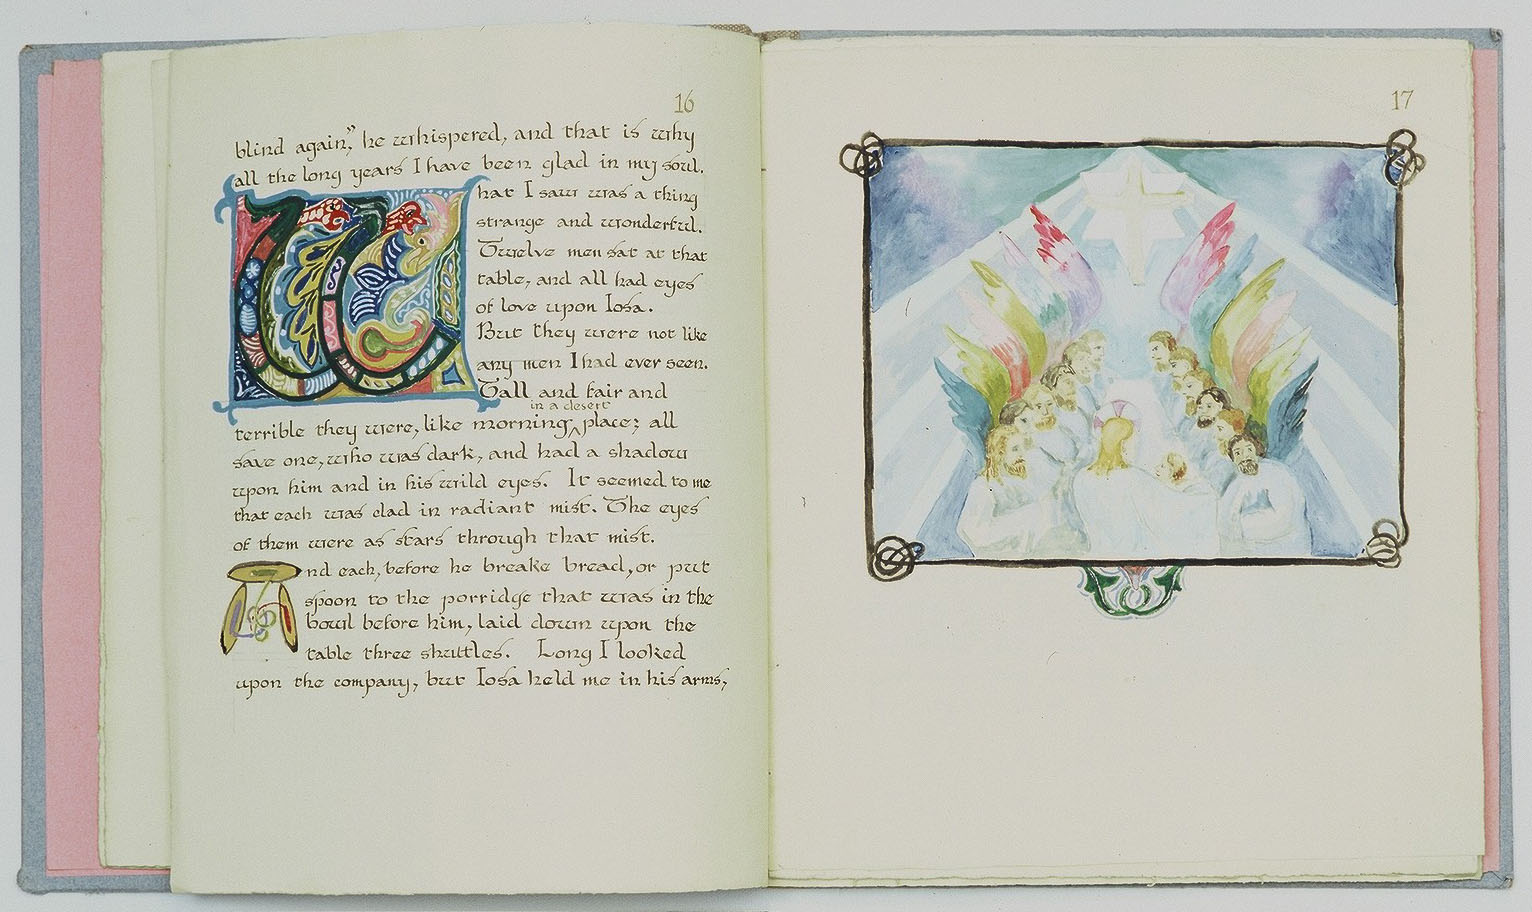 16
blind again," he whispered, and that is why
all the long years I have been glad in my soul.
What I saw was a thing
strange and wonderful.
Twelve men sat at that
table, and all had eyes
of love upon Iosa.
But they were not like
any men I had ever seen.
Tall and fair and
in a desert
terrible they were, like morning ‸ place; all
save one, who was dark, and had a shadow
upon him and in his wild eyes. It seemed to me
that each was clad in radiant mist. The eyes
of them were as stars through that mist.
And each, before he breake bread, or put
spoon to the porridge that was in the
bowl before him, laid down upon the
table three shuttles. Long I looked
upon the company, but Iosa held me in his arms,
17